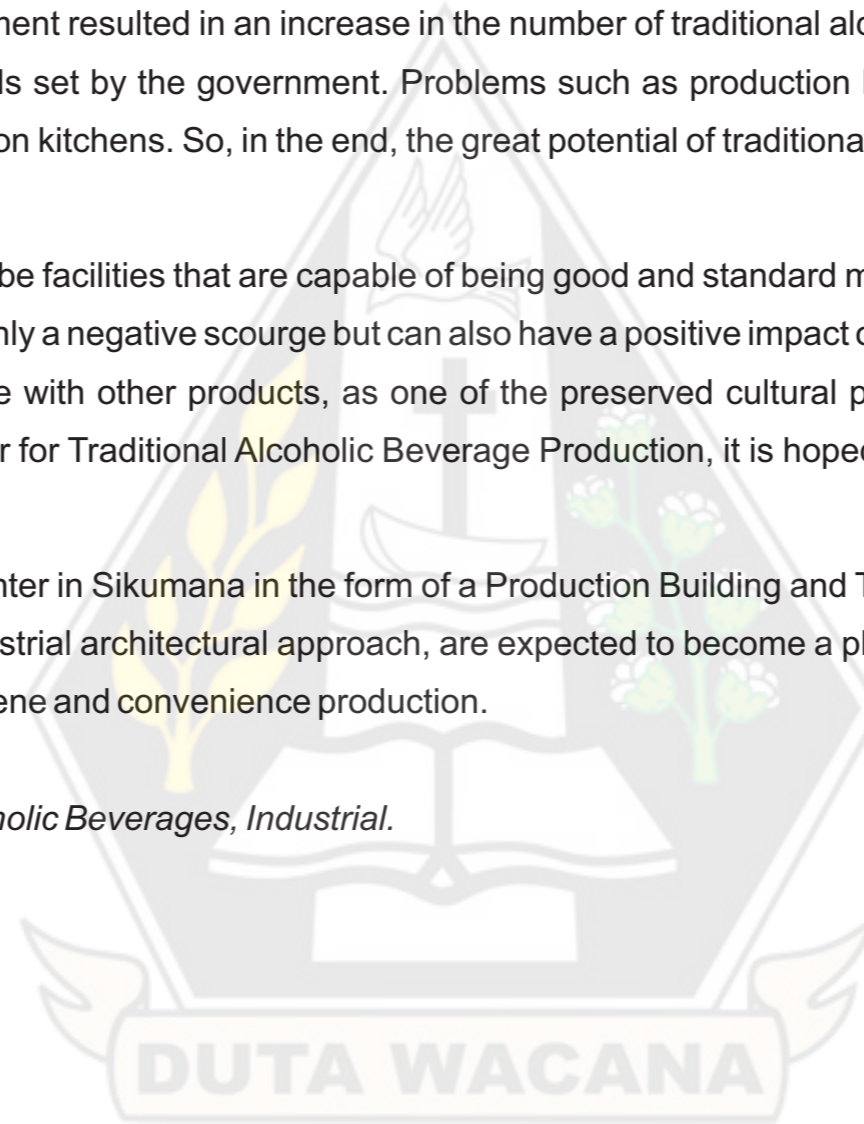 ment resulted in an increase in the number of traditional alc
ds set by the government. Problems such as production
on kitchens. So, in the end, the great potential of traditiona
be facilities that are capable of being good and standard m
nly a negative scourge but can also have a positive impact o
e with other products, as one of the preserved cultural p
r for Traditional Alcoholic Beverage Production, it is hoped
nter in Sikumana in the form of a Production Building and T
strial architectural approach, are expected to become a pl
ene and convenience production.
holic Beverages, Industrial.
DUTA WACANA